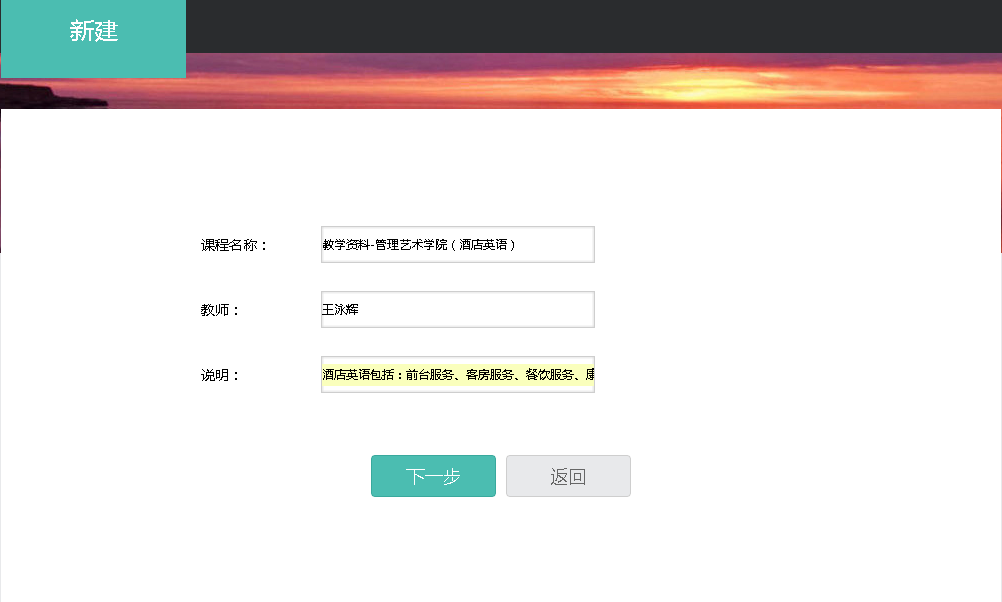 新建
课程名称：
教学资料-管理艺术学院（酒店英语）
教师：
王泳辉
说明：
酒店英语包括：前台服务、客房服务、餐饮服务、
下一步
返回